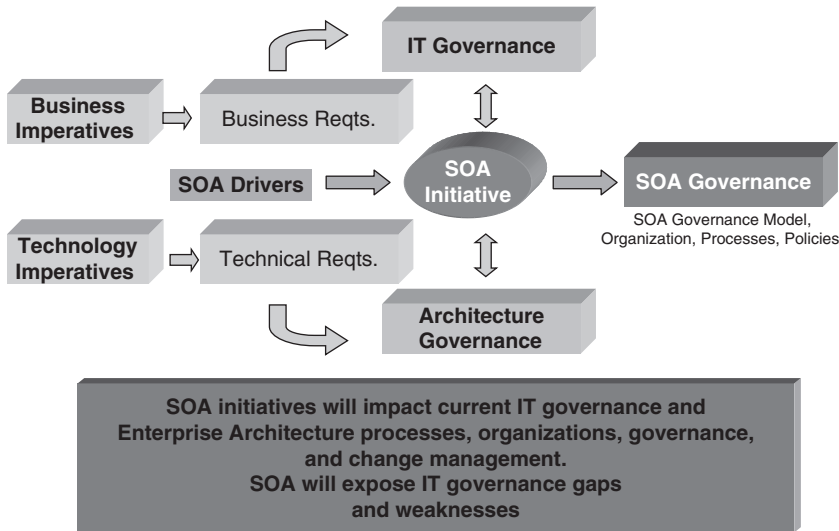 IT Governance
Business
Imperatives
Business Reqts.
SOA Drivers
SOA
Initiative
SOA Governance
SOA Governance Model,
Organization, Processes, Policies
Technology
Imperatives
Technical Reqts.
Architecture
Governance
SOA initiatives will impact current IT governance and
Enterprise Architecture processes, organizations, governance,
and change management.
SOA will expose IT governance gaps
and weaknesses